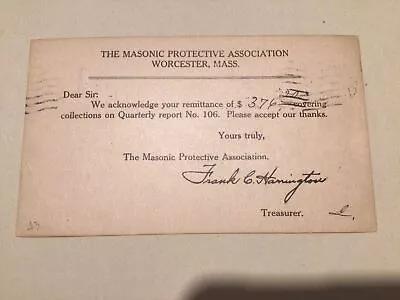 THE MASONIC PROTECTIVE ASSOCIATION
WORCESTER, MASS.
Dear Sir:
We acknowledge your remittance of $ 376 covering
collections on Quarterly report No. 106. Please accept our thanks.
Yours truly,
The Masonic Protective Association.
Frank C. Harrington
Treasurer.